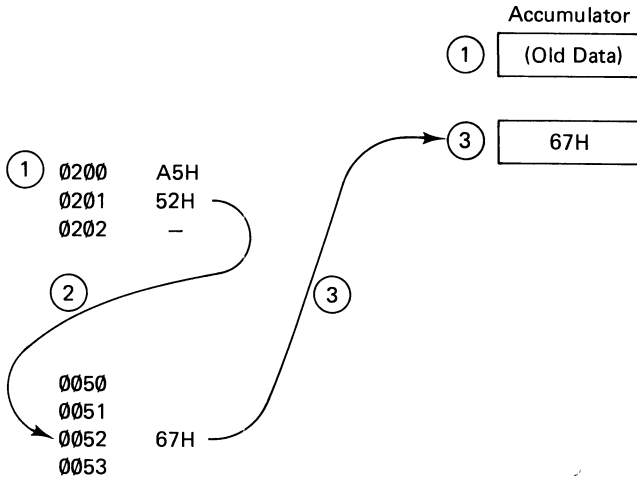 Accumulator
1 (Old Data)
3 67H
1 0200 A5H
0201 52H
0202 —
2
3
0050
0051
0052 67H
0053